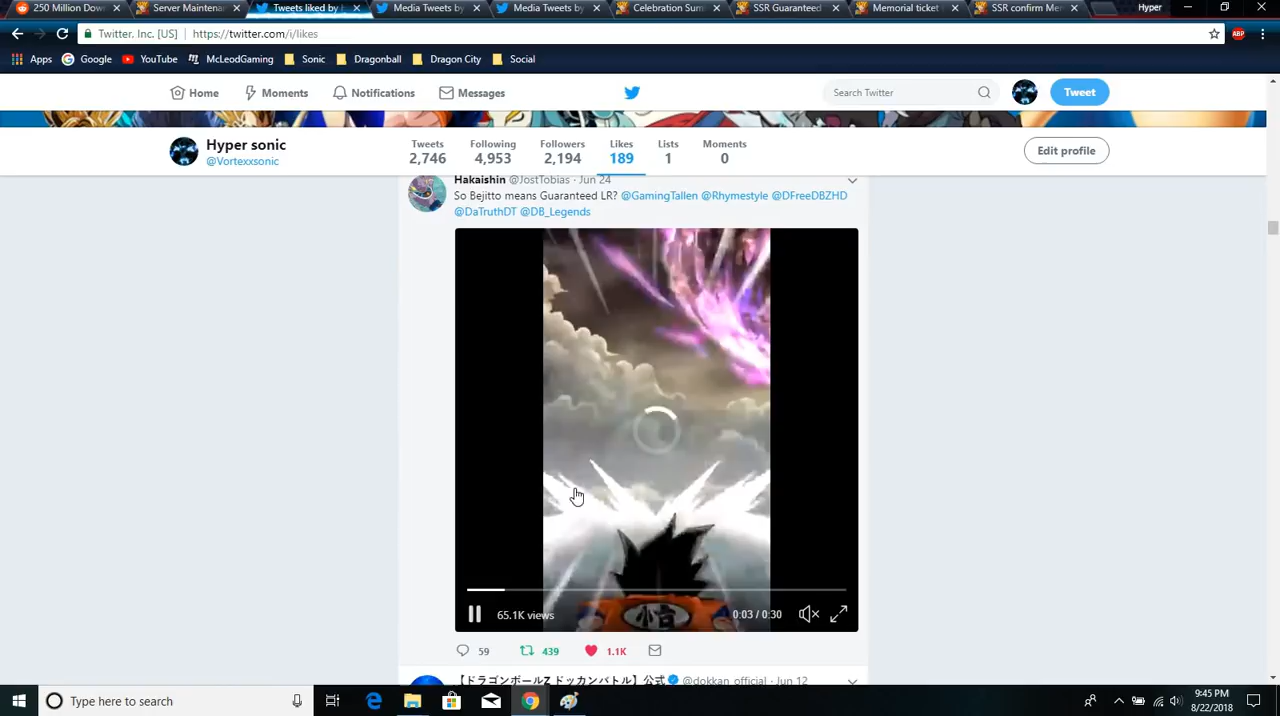 250 Million Down
Server Maintenan
Tweets liked by
Media Tweets by
Media Tweets by
Celebration Sum
SSR Guaranteed
Memorial ticket
SSR confirm Me
Hyper
Twitter, Inc. [US] | https://twitter.com/i/likes
Apps Google YouTube McLeodGaming Sonic Dragonball Dragon City Social
Home Moments Notifications Messages Search Twitter Tweet
Hyper sonic
@Vortexxsonic
Tweets Following Followers Likes Lists Moments
2,746 4,953 2,194 189 1 0
Edit profile
Hakaishin @JostTobias · Jun 24
So Bejitto means Guaranteed LR? @GamingTallen @Rhymestyle @DFreeDBZHD
@DaTruthDT @DB_Legends
65.1K views 0:03 / 0:30
59 439 1.1K
【ドラゴンボールZ ドッカンバトル】公式 @dokkan_official · Jun 12
Type here to search
9:45 PM
8/22/2018